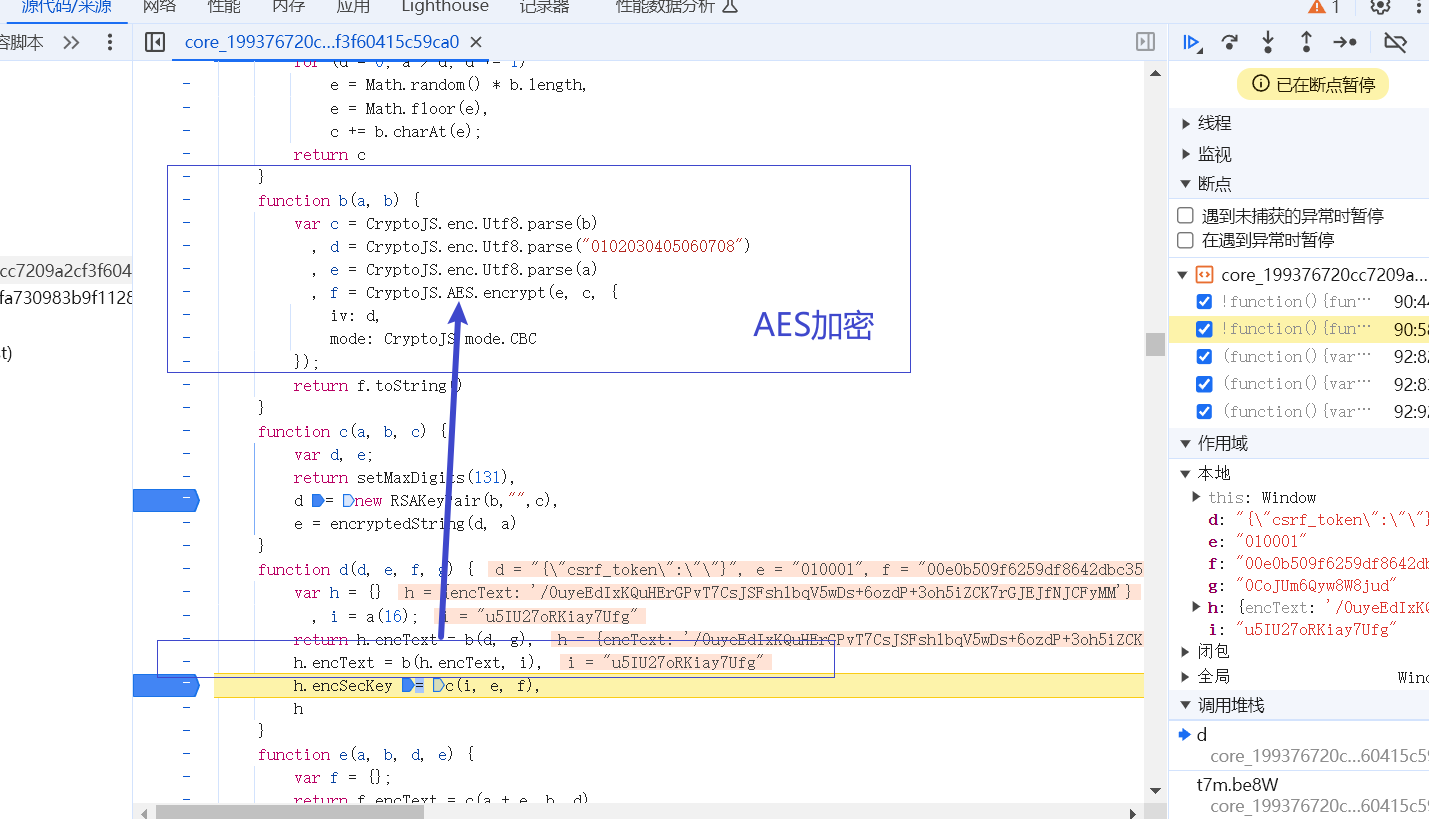 源代码/来源 网络 性能 内存 应用 Lighthouse 记录器 性能数据分析 1
容脚本 core_199376720c…f3f60415c59ca0
e = Math.random() * b.length,
e = Math.floor(e),
c += b.charAt(e);
return c
}
function b(a, b) {
var c = CryptoJS.enc.Utf8.parse(b)
, d = CryptoJS.enc.Utf8.parse("0102030405060708")
, e = CryptoJS.enc.Utf8.parse(a)
, f = CryptoJS.AES.encrypt(e, c, {
iv: d,
mode: CryptoJS mode.CBC
});
return f.toString()
}
AES加密
function c(a, b, c) {
var d, e;
return setMaxDigits(131),
d = new RSAKeyPair(b,"",c),
e = encryptedString(d, a)
}
function d(d, e, f, g) { d = "{\"csrf_token\":\"\"}", e = "010001", f = "00e0b509f6259df8642dbc35
var h = {} h = {encText: '/0uyeEdIxKQuHErGPvT7CsJSFsh1bqV5wDs+6ozdP+3oh5iZCK7rGJEJfNJCFyMM'}
, i = a(16); i = "u5IU27oRKiay7Ufg"
return h.encText = b(d, g), h = {encText: '/0uyeEdIxKQuHErGPvT7CsJSFsh1bqV5wDs+6ozdP+3oh5iZCK
h.encText = b(h.encText, i), i = "u5IU27oRKiay7Ufg"
h.encSecKey = c(i, e, f),
h
}
function e(a, b, d, e) {
var f = {};
return f.encText = c(a + e, b, d)
cc7209a2cf3f604
fa730983b9f1128
t)
已在断点暂停
线程
监视
断点
遇到未捕获的异常时暂停
在遇到异常时暂停
core_199376720cc7209a...
!function(){fun… 90:44
!function(){fun… 90:58
(function(){var… 92:82
(function(){var… 92:83
(function(){var… 92:92
作用域
本地
this: Window
d: "{\"csrf_token\":\"\"}
e: "010001"
f: "00e0b509f6259df8642db
g: "0CoJUm6Qyw8W8jud"
h: {encText: '/0uyeEdIxKQ
i: "u5IU27oRKiay7Ufg"
闭包
全局 Wind
调用堆栈
d
core_199376720c…60415c59
t7m.be8W
core_199376720c…60415c59